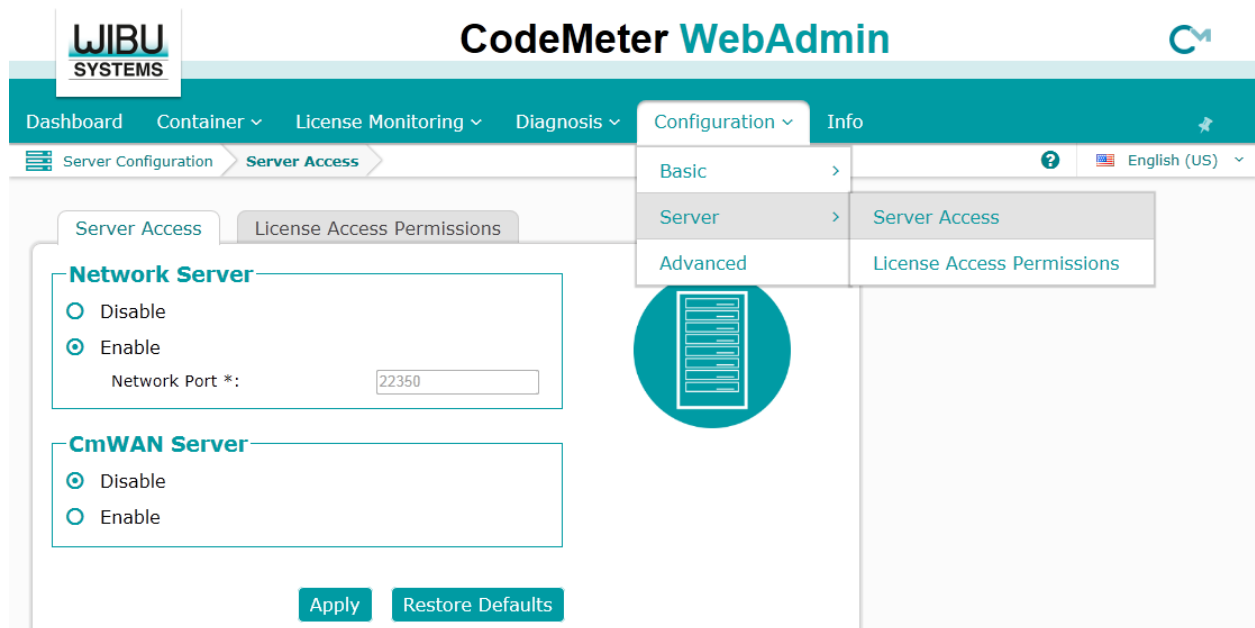 WIBU
SYSTEMS
CodeMeter WebAdmin
CM
Dashboard Container License Monitoring Diagnosis Configuration Info
Server Configuration Server Access
English (US)
Basic
Server
Advanced
Server Access
License Access Permissions
Server Access License Access Permissions
Network Server
Disable
Enable
Network Port *: 22350
CmWAN Server
Disable
Enable
Apply Restore Defaults